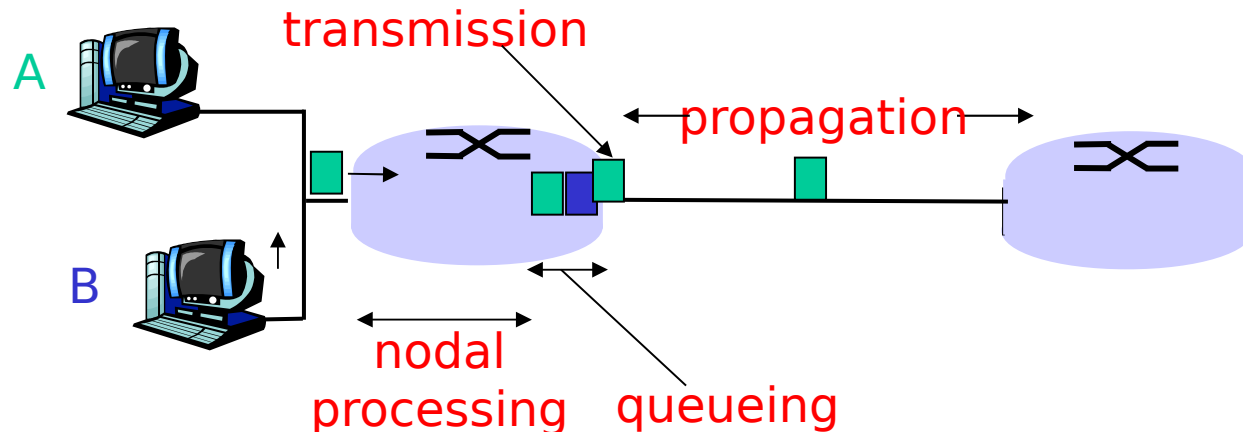 transmission
A
propagation
B
nodal
processing
queueing